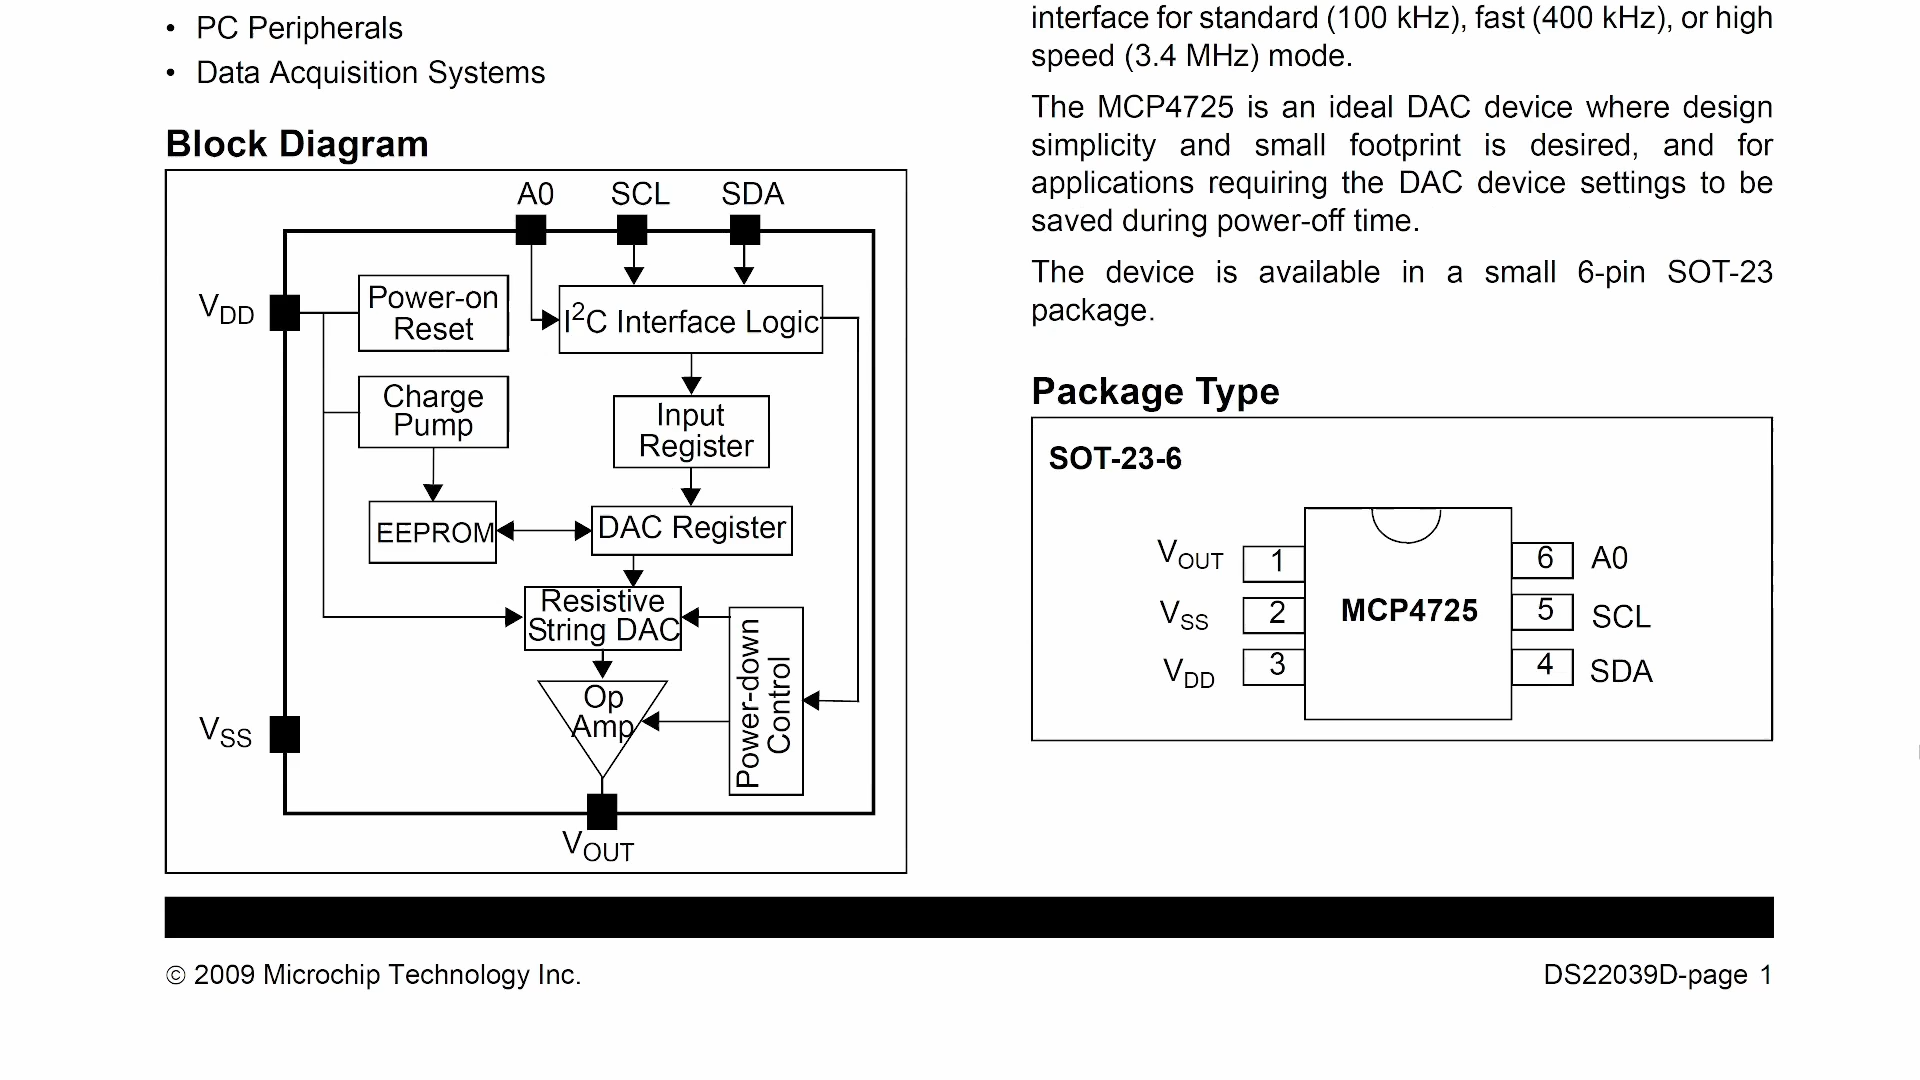 • PC Peripherals
• Data Acquisition Systems
Block Diagram
A0 SCL SDA
VDD
Power-on
Reset
I2C Interface Logic
Charge
Pump
Input
Register
EEPROM
DAC Register
Resistive
String DAC
Op
Amp
Power-down
Control
VSS
VOUT
interface for standard (100 kHz), fast (400 kHz), or high
speed (3.4 MHz) mode.
The MCP4725 is an ideal DAC device where design
simplicity and small footprint is desired, and for
applications requiring the DAC device settings to be
saved during power-off time.
The device is available in a small 6-pin SOT-23
package.
Package Type
SOT-23-6
VOUT 1 6 A0
VSS 2 MCP4725 5 SCL
VDD 3 4 SDA
© 2009 Microchip Technology Inc. DS22039D-page 1